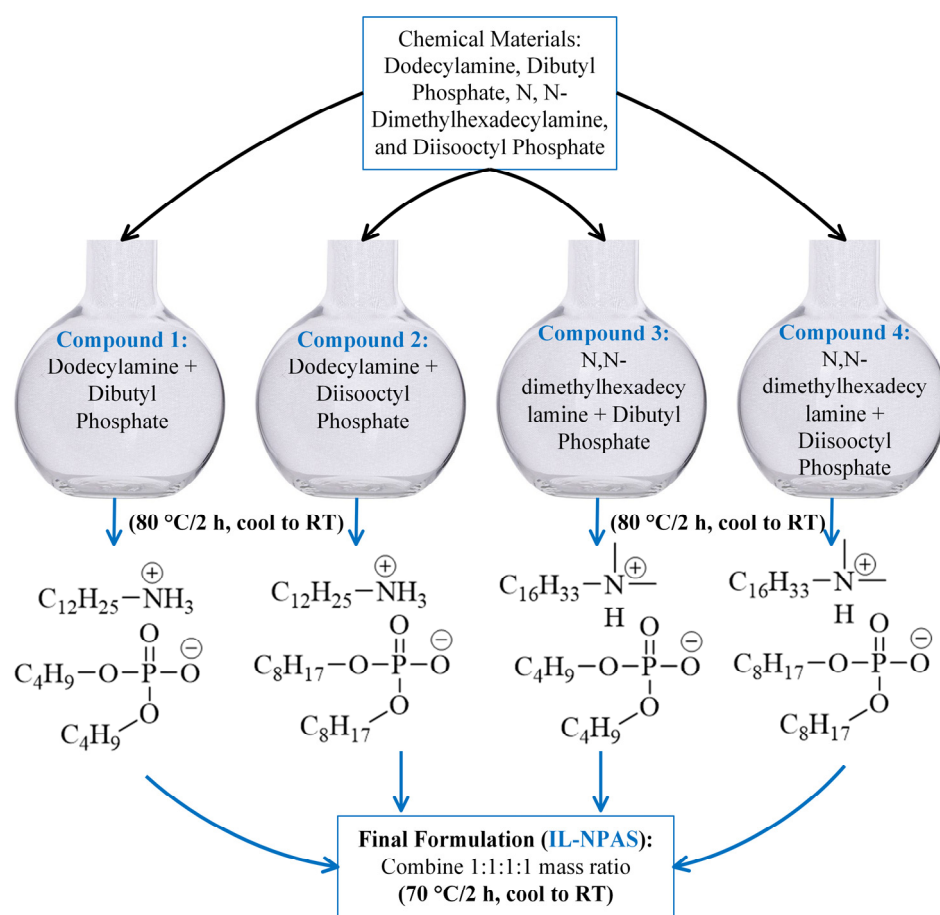 Chemical Materials:
Dodecylamine, Dibutyl
Phosphate, N, N-
Dimethylhexadecylamine,
and Diisooctyl Phosphate
Compound 1:
Dodecylamine +
Dibutyl
Phosphate
Compound 2:
Dodecylamine +
Diisooctyl
Phosphate
Compound 3:
N,N-
dimethylhexadecy
lamine + Dibutyl
Phosphate
Compound 4:
N,N-
dimethylhexadecy
lamine +
Diisooctyl
Phosphate
(80 °C/2 h, cool to RT)
(80 °C/2 h, cool to RT)
C₁₂H₂₅–NH₃ ⊕
O
C₄H₉–O–P–O ⊖
O
C₄H₉
C₁₂H₂₅–NH₃ ⊕
O
C₈H₁₇–O–P–O ⊖
O
C₈H₁₇
C₁₆H₃₃–N ⊕
H
O
C₄H₉–O–P–O ⊖
O
C₄H₉
C₁₆H₃₃–N ⊕
H
O
C₈H₁₇–O–P–O ⊖
O
C₈H₁₇
Final Formulation (IL-NPAS):
Combine 1:1:1:1 mass ratio
(70 °C/2 h, cool to RT)